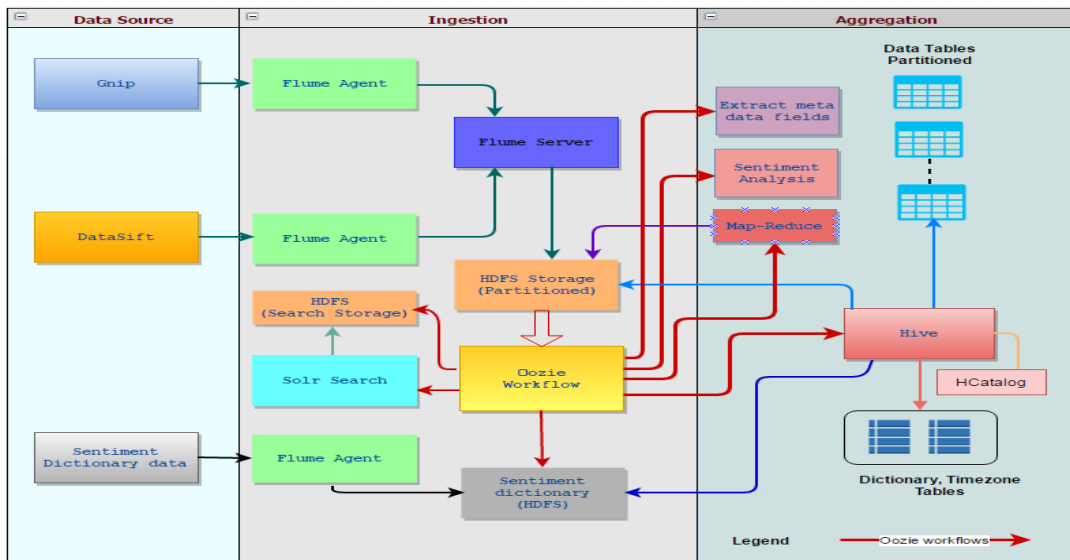 Data Source
Ingestion
Aggregation
Gnip
Flume Agent
Flume Server
DataSift
Flume Agent
HDFS Storage
(Partitioned)
HDFS
(Search Storage)
Solr Search
Oozie
Workflow
Sentiment
Dictionary data
Flume Agent
Sentiment
dictionary
(HDFS)
Data Tables
Partitioned
Extract meta
data fields
Sentiment
Analysis
Map-Reduce
Hive
HCatalog
Dictionary, Timezone
Tables
Legend
Oozie workflows